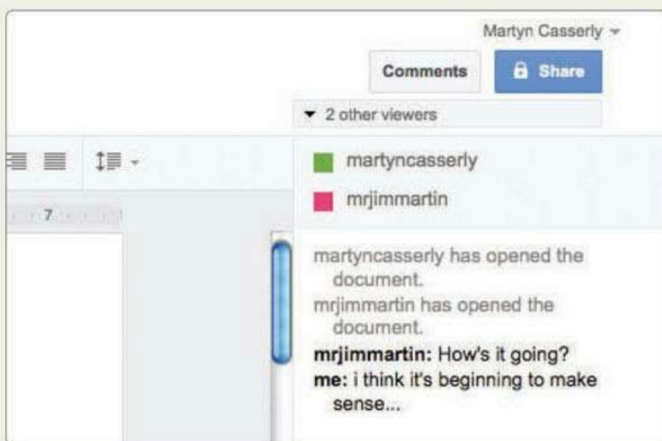 Martyn Casserly
Comments Share
2 other viewers
martyncasserly
mrjimmartin
7
martyncasserly has opened the
document.
mrjimmartin has opened the
document.
mrjimmartin: How's it going?
me: i think it's beginning to make
sense...